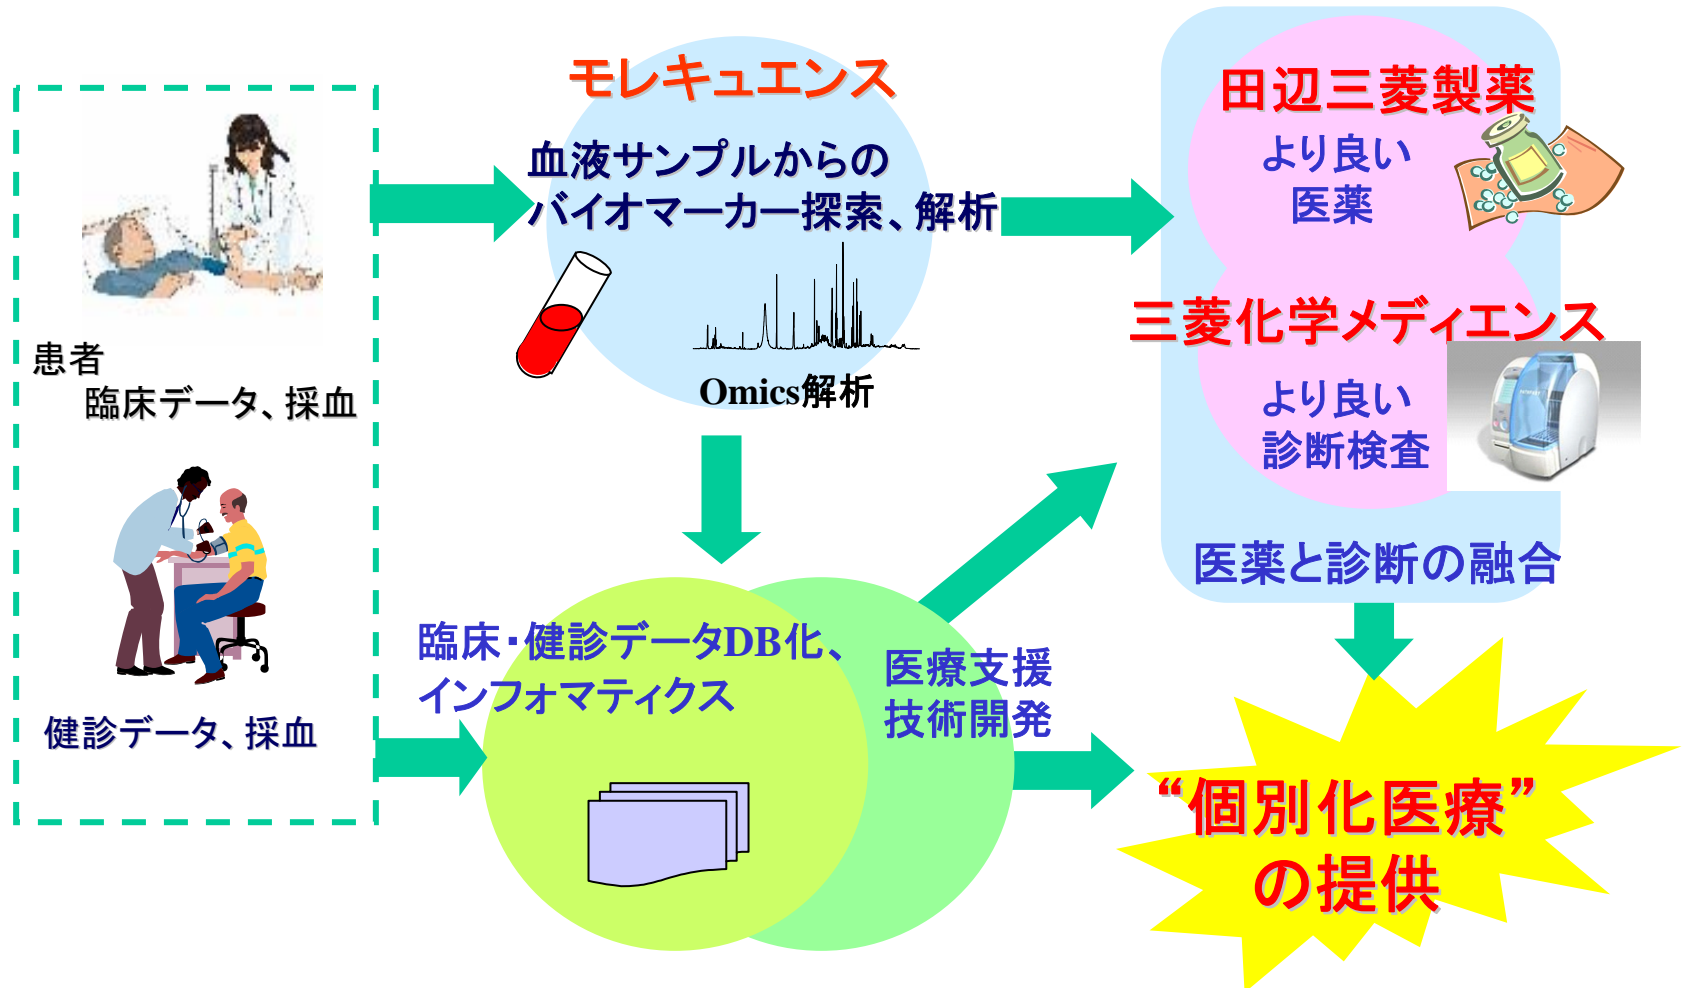 モレキュエンス
血液サンプルからの
バイオマーカー探索、解析
Omics解析
患者
臨床データ、採血
健診データ、採血
田辺三菱製薬
より良い
医薬
三菱化学メディエンス
より良い
診断検査
医薬と診断の融合
臨床・健診データDB化、
インフォマティクス
医療支援
技術開発
“個別化医療”
の提供